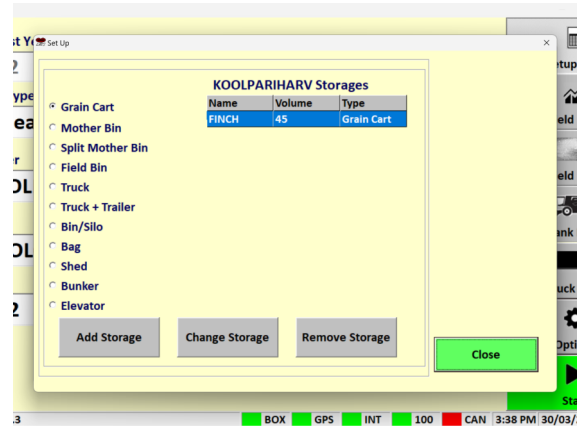 Set Up
KOOLPARIHARV Storages
Name Volume Type
FINCH 45 Grain Cart
Grain Cart
Mother Bin
Split Mother Bin
Field Bin
Truck
Truck + Trailer
Bin/Silo
Bag
Shed
Bunker
Elevator
Add Storage Change Storage Remove Storage
Close
BOX GPS INT 100 CAN 3:38 PM 30/03/